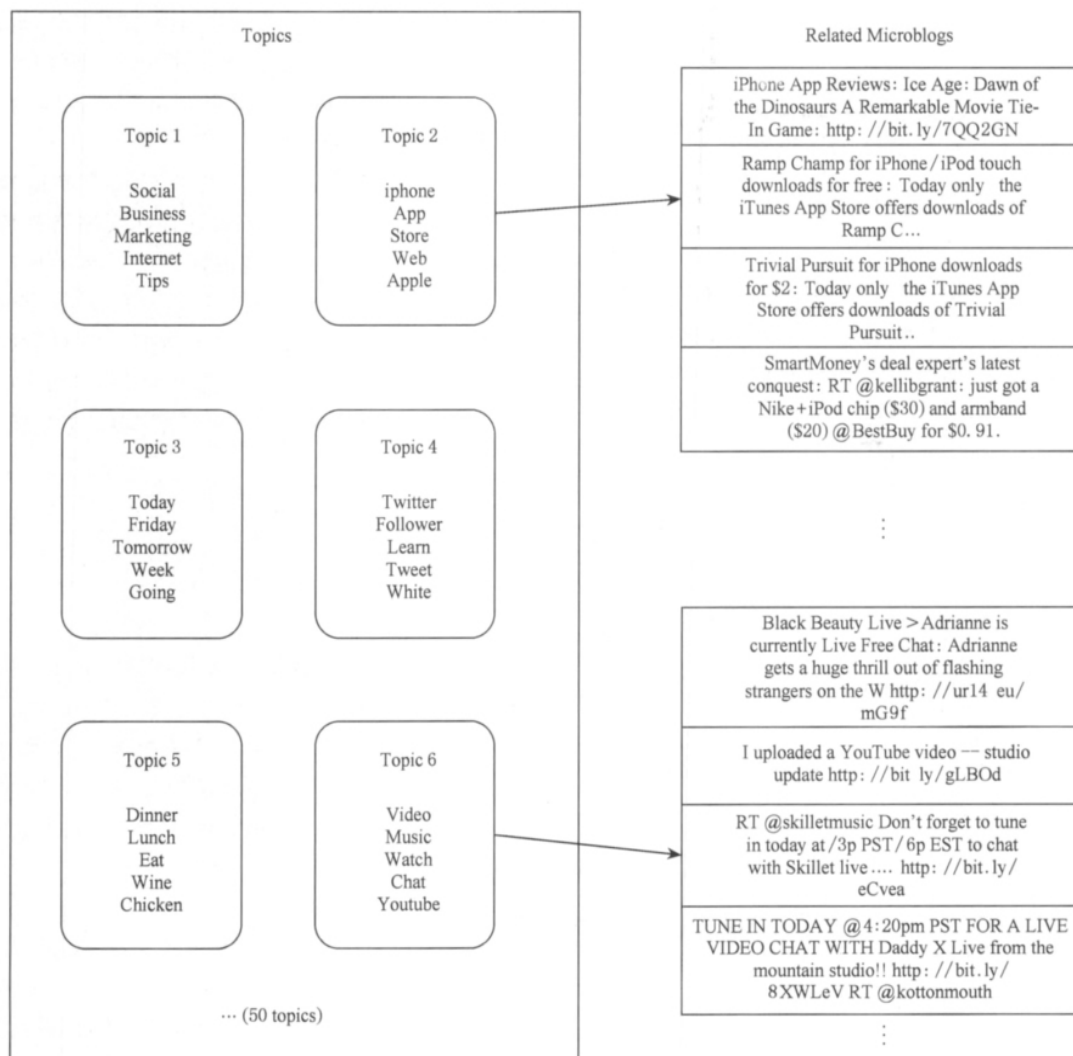 Topics
Topic 1
Social
Business
Marketing
Internet
Tips
Topic 2
iphone
App
Store
Web
Apple
Topic 3
Today
Friday
Tomorrow
Week
Going
Topic 4
Twitter
Follower
Learn
Tweet
White
Topic 5
Dinner
Lunch
Eat
Wine
Chicken
Topic 6
Video
Music
Watch
Chat
Youtube
··· (50 topics)
Related Microblogs
iPhone App Reviews: Ice Age: Dawn of
the Dinosaurs A Remarkable Movie Tie-
In Game: http: //bit. ly/7QQ2GN
Ramp Champ for iPhone/iPod touch
downloads for free: Today only the
iTunes App Store offers downloads of
Ramp C...
Trivial Pursuit for iPhone downloads
for $2: Today only the iTunes App
Store offers downloads of Trivial
Pursuit..
SmartMoney's deal expert's latest
conquest: RT @kellibgrant: just got a
Nike+iPod chip ($30) and armband
($20) @BestBuy for $0. 91.
⋮
Black Beauty Live > Adrianne is
currently Live Free Chat: Adrianne
gets a huge thrill out of flashing
strangers on the W http: //ur14 eu/
mG9f
I uploaded a YouTube video -- studio
update http: //bit ly/gLBOd
RT @skilletmusic Don't forget to tune
in today at/3p PST/6p EST to chat
with Skillet live.... http: //bit. ly/
eCvea
TUNE IN TODAY @4:20pm PST FOR A LIVE
VIDEO CHAT WITH Daddy X Live from the
mountain studio!! http: //bit. ly/
8XWLeV RT @kottonmouth
⋮